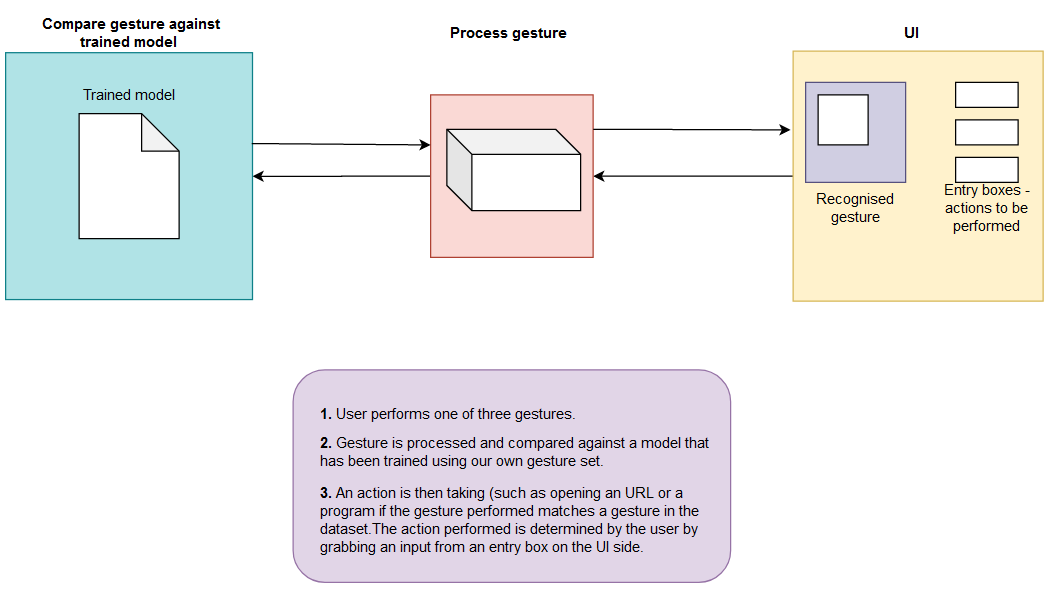 Compare gesture against
trained model
Process gesture
UI
Trained model
Recognised
gesture
Entry boxes -
actions to be
performed
1. User performs one of three gestures.
2. Gesture is processed and compared against a model that
has been trained using our own gesture set.
3. An action is then taking (such as opening an URL or a
program if the gesture performed matches a gesture in the
dataset.The action performed is determined by the user by
grabbing an input from an entry box on the UI side.